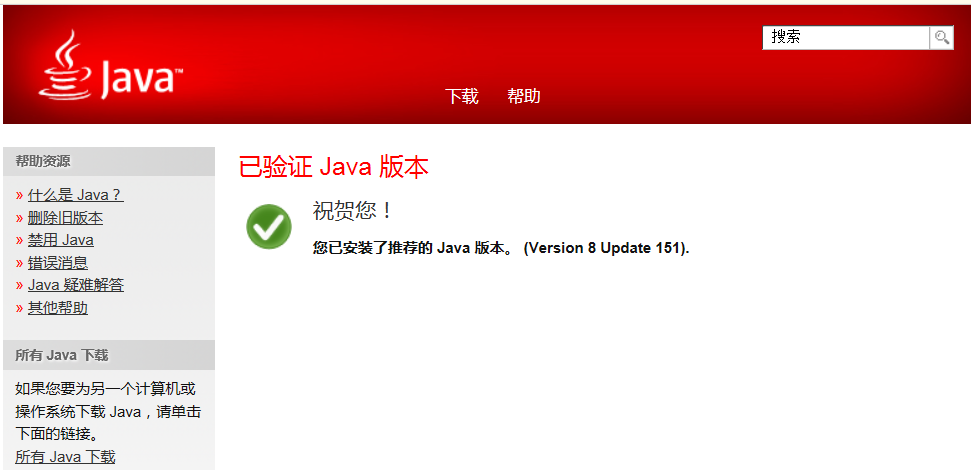 Java™
搜索
下载 帮助
帮助资源
» 什么是 Java？
» 删除旧版本
» 禁用 Java
» 错误消息
» Java 疑难解答
» 其他帮助
所有 Java 下载
如果您要为另一个计算机或
操作系统下载 Java，请单击
下面的链接。
所有 Java 下载
已验证 Java 版本
祝贺您！
您已安装了推荐的 Java 版本。 (Version 8 Update 151).